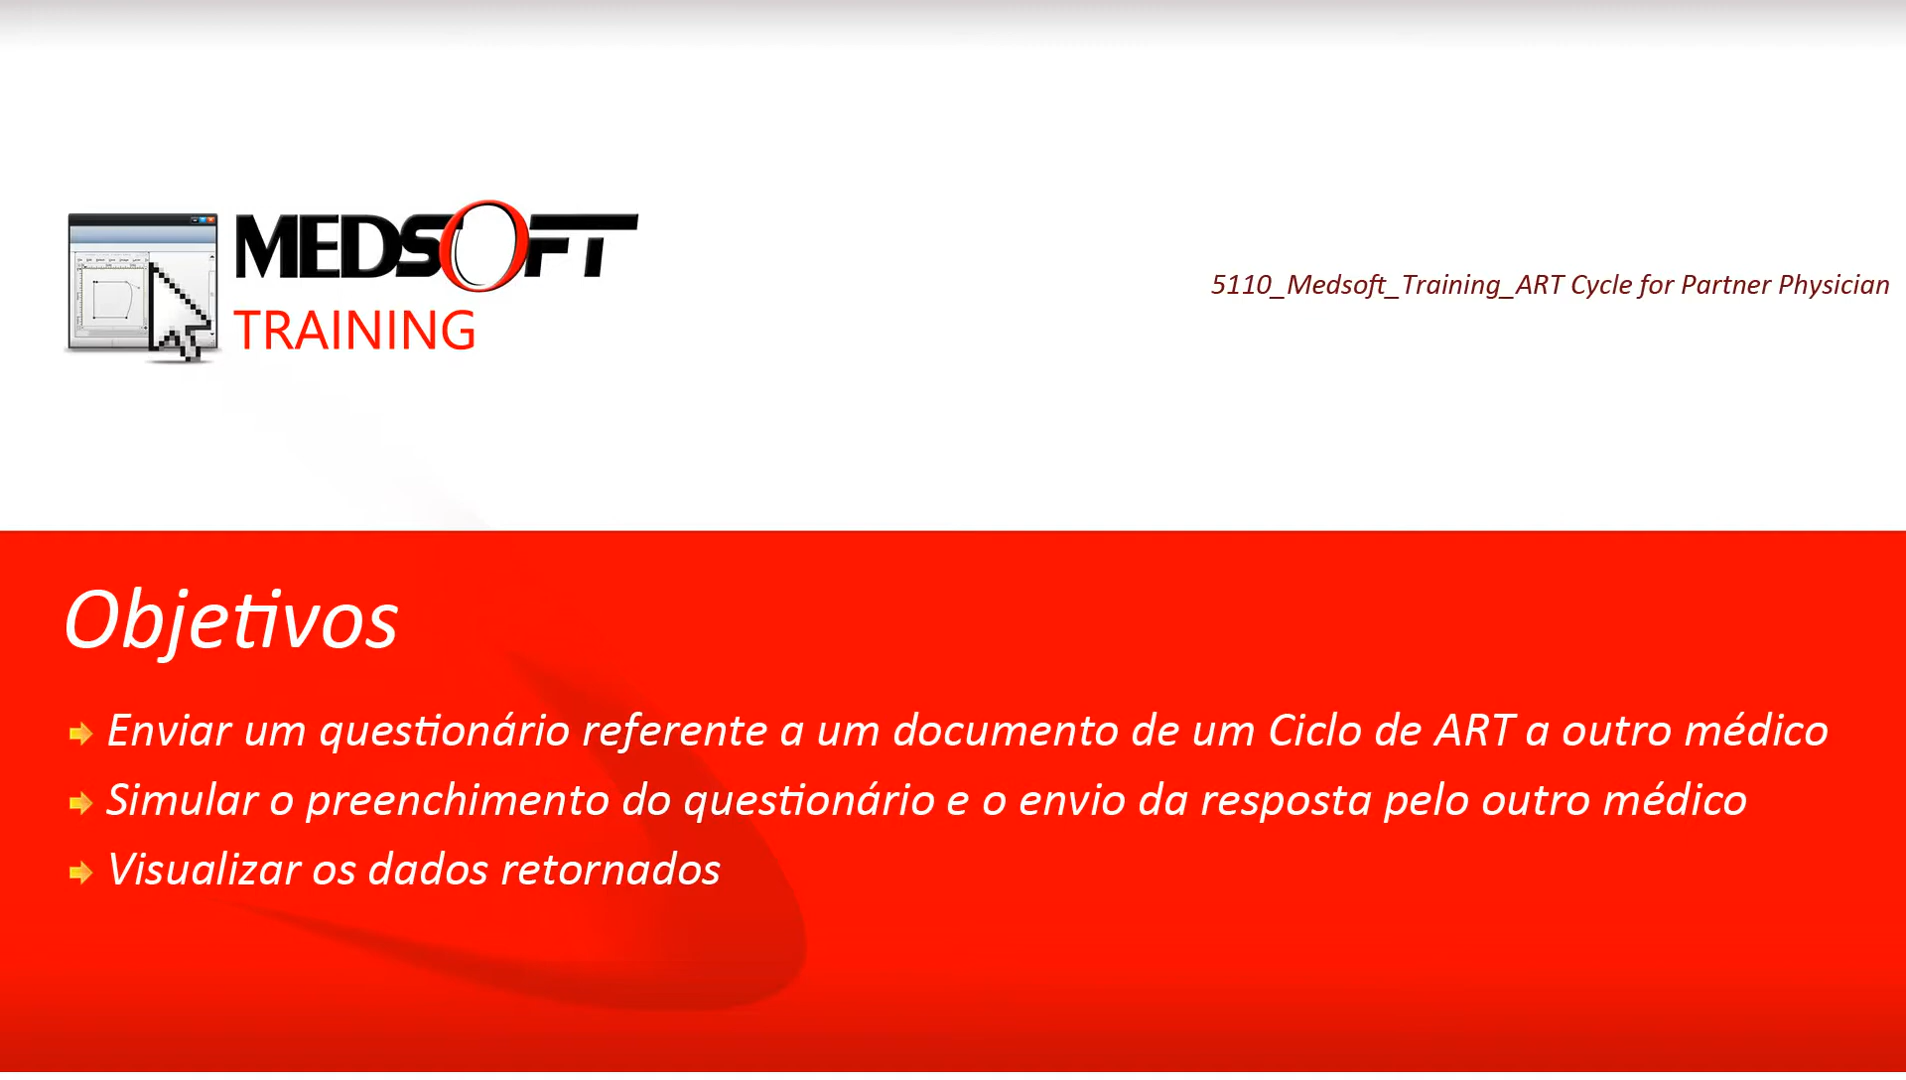 MEDSOFT
TRAINING
5110_Medsoft_Training_ART Cycle for Partner Physician
Objetivos
Enviar um questionário referente a um documento de um Ciclo de ART a outro médico
Simular o preenchimento do questionário e o envio da resposta pelo outro médico
Visualizar os dados retornados